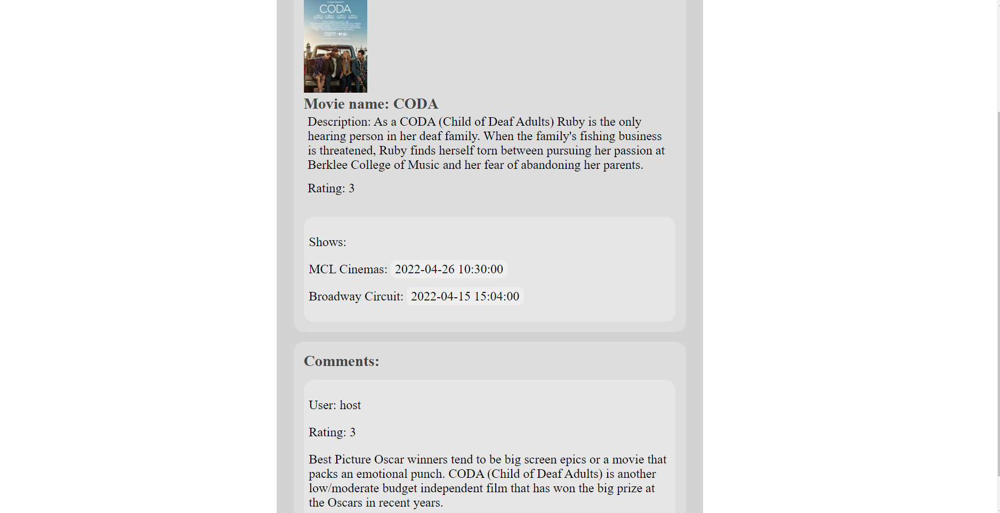 CODA
Movie name: CODA
Description: As a CODA (Child of Deaf Adults) Ruby is the only
hearing person in her deaf family. When the family's fishing business
is threatened, Ruby finds herself torn between pursuing her passion at
Berklee College of Music and her fear of abandoning her parents.
Rating: 3
Shows:
MCL Cinemas: 2022-04-26 10:30:00
Broadway Circuit: 2022-04-15 15:04:00
Comments:
User: host
Rating: 3
Best Picture Oscar winners tend to be big screen epics or a movie that
packs an emotional punch. CODA (Child of Deaf Adults) is another
low/moderate budget independent film that has won the big prize at
the Oscars in recent years.